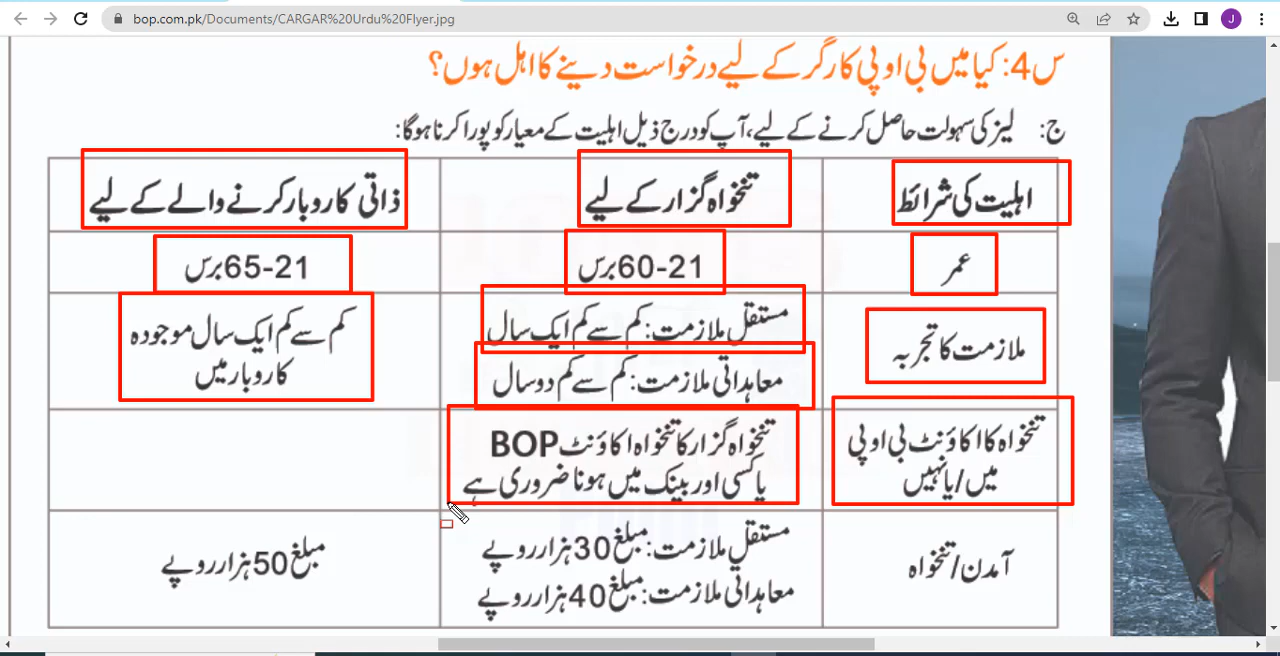 bop.com.pk/Documents/CARGAR%20Urdu%20Flyer.jpg
J
س4: کیا میں بی او پی کارگر کے لیے درخواست دینے کا اہل ہوں؟
ج: لیز کی سہولت حاصل کرنے کے لیے، آپ کو درج ذیل اہلیت کے معیار کو پورا کرنا ہوگا:
اہلیت کی شرائط
تنخواہ گزار کے لیے
ذاتی کاروبار کرنے والے کے لیے
عمر
21-60 برس
21-65 برس
ملازمت کا تجربہ
مستقل ملازمت: کم سے کم ایک سال
معاہداتی ملازمت: کم سے کم دو سال
کم سے کم ایک سال موجودہ
کاروبار میں
تنخواہ کا اکاؤنٹ بی او پی
میں/یا نہیں
تنخواہ گزار کا تنخواہ اکاؤنٹ BOP
یا کسی اور بینک میں ہونا ضروری ہے
آمدن/تنخواہ
مستقل ملازمت: مبلغ 30 ہزار روپے
معاہداتی ملازمت: مبلغ 40 ہزار روپے
مبلغ 50 ہزار روپے